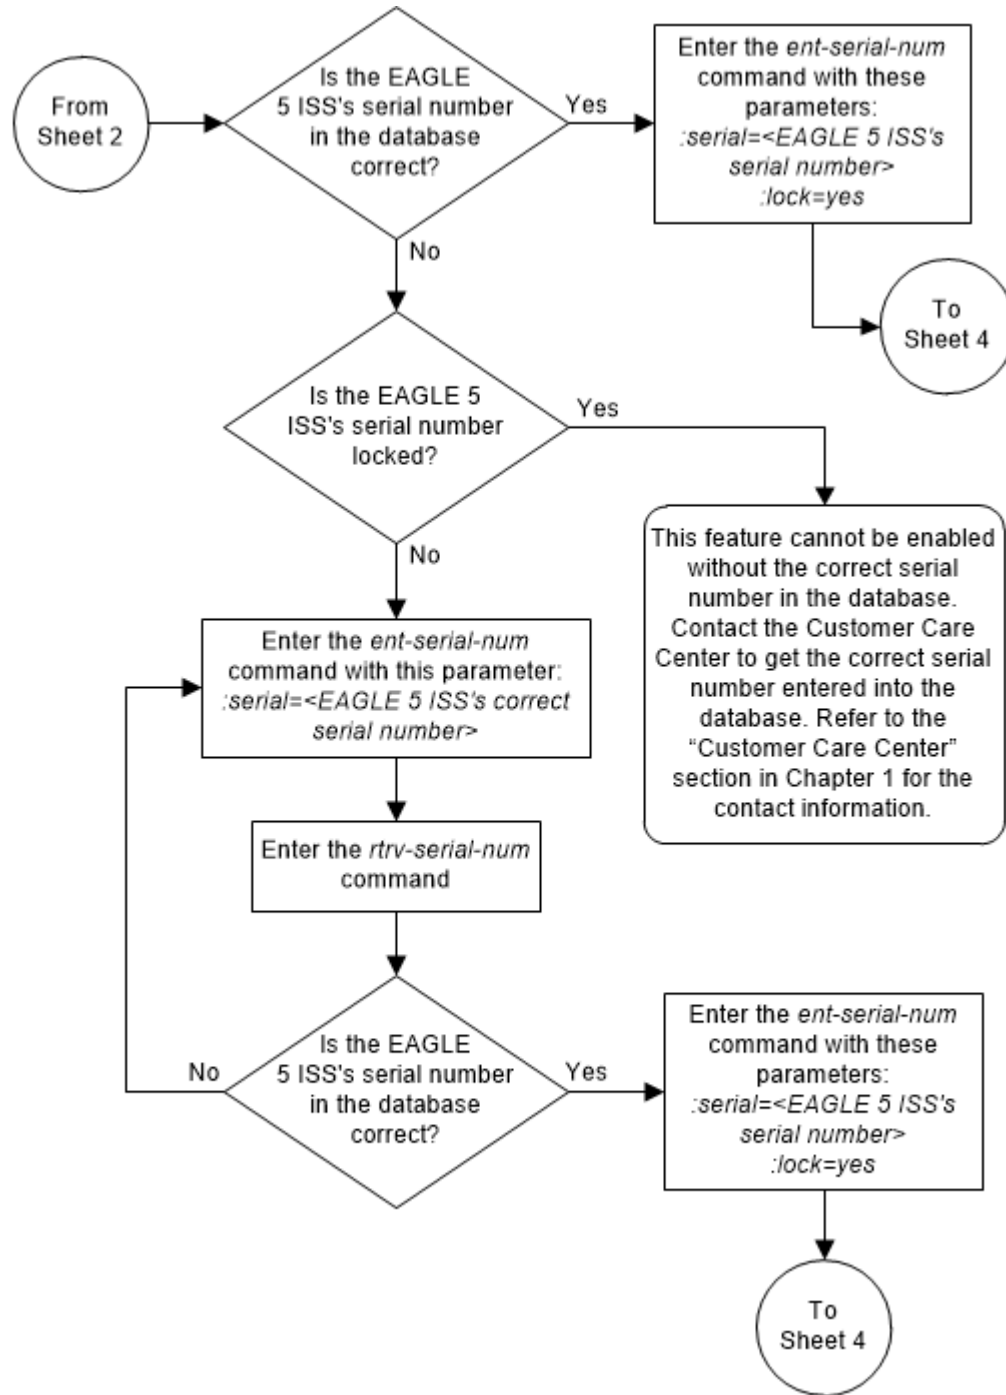 From
Sheet 2
Is the EAGLE
5 ISS's serial number
in the database
correct?
Yes
Enter the ent-serial-num
command with these
parameters:
:serial=<EAGLE 5 ISS's
serial number>
:lock=yes
No
To
Sheet 4
Is the EAGLE 5
ISS's serial number
locked?
Yes
This feature cannot be enabled
without the correct serial
number in the database.
Contact the Customer Care
Center to get the correct serial
number entered into the
database. Refer to the
“Customer Care Center”
section in Chapter 1 for the
contact information.
No
Enter the ent-serial-num
command with this parameter:
:serial=<EAGLE 5 ISS's correct
serial number>
Enter the rtrv-serial-num
command
Is the EAGLE
5 ISS's serial number
in the database
correct?
No
Yes
Enter the ent-serial-num
command with these
parameters:
:serial=<EAGLE 5 ISS's
serial number>
:lock=yes
To
Sheet 4